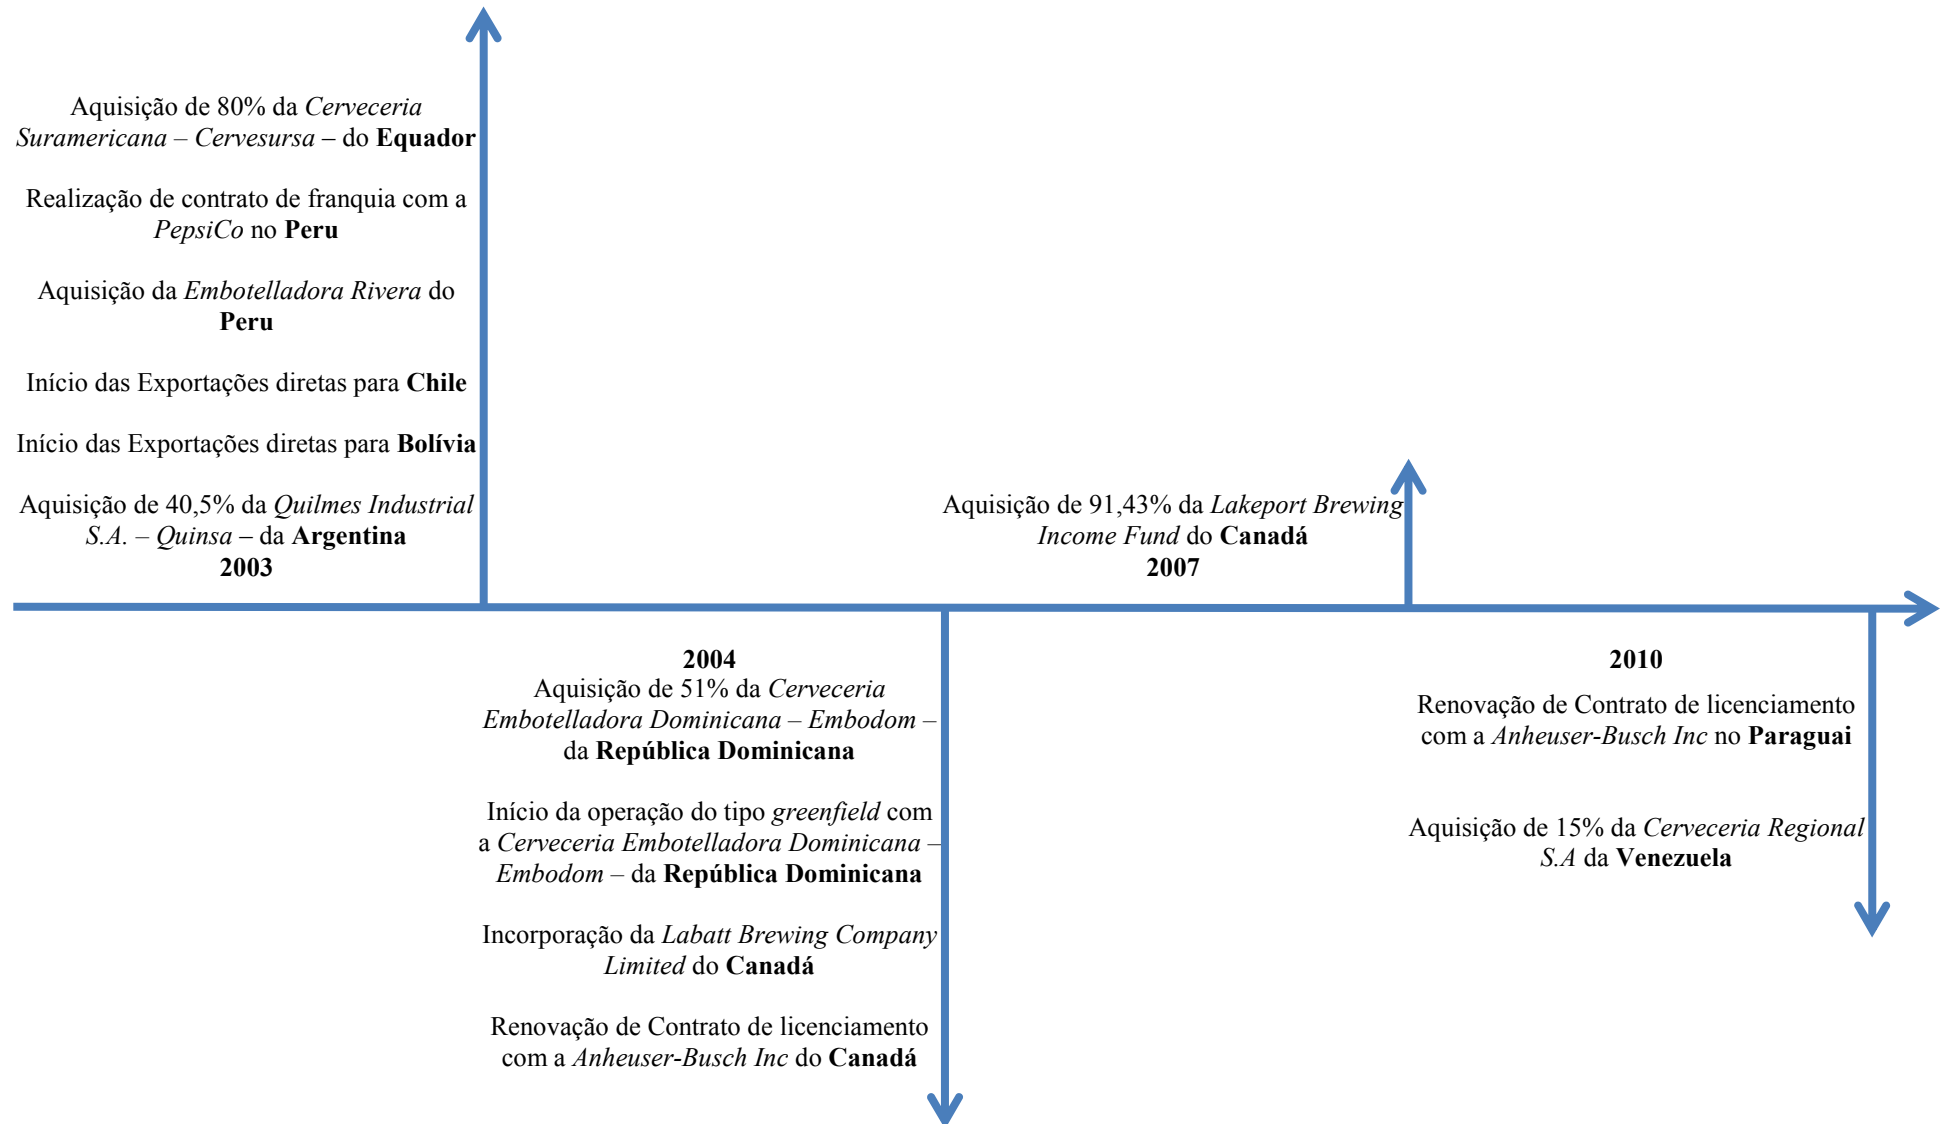 Aquisição de 80% da Cerveceria
Suramericana – Cervesursa – do Equador
Realização de contrato de franquia com a
PepsiCo no Peru
Aquisição da Embotelladora Rivera do
Peru
Início das Exportações diretas para Chile
Início das Exportações diretas para Bolívia
Aquisição de 40,5% da Quilmes Industrial
S.A. – Quinsa – da Argentina
2003
2004
Aquisição de 51% da Cerveceria
Embotelladora Dominicana – Embodom –
da República Dominicana
Início da operação do tipo greenfield com
a Cerveceria Embotelladora Dominicana –
Embodom – da República Dominicana
Incorporação da Labatt Brewing Company
Limited do Canadá
Renovação de Contrato de licenciamento
com a Anheuser-Busch Inc do Canadá
Aquisição de 91,43% da Lakeport Brewing
Income Fund do Canadá
2007
2010
Renovação de Contrato de licenciamento
com a Anheuser-Busch Inc no Paraguai
Aquisição de 15% da Cerveceria Regional
S.A da Venezuela